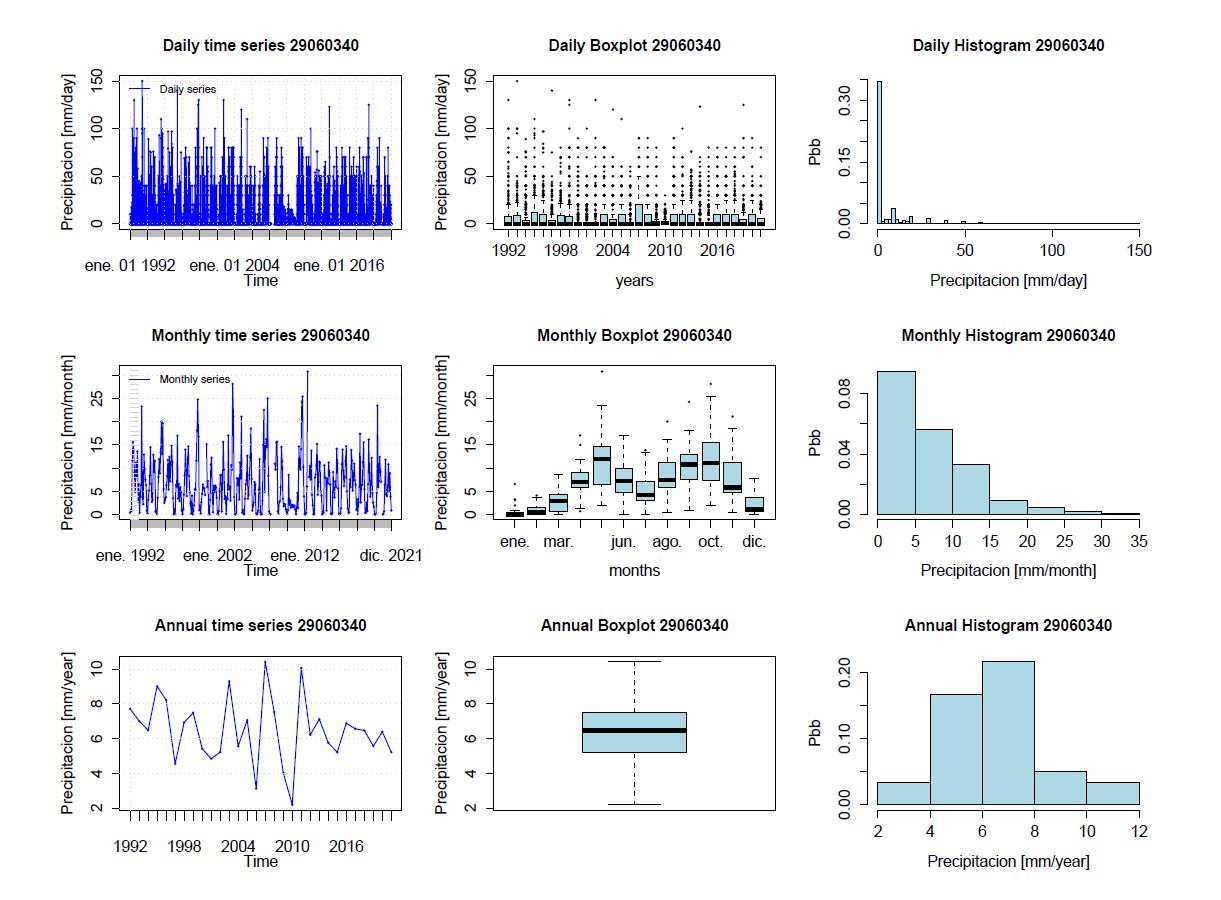 Daily time series 29060340
Precipitacion [mm/day]
150
100
50
0
Daily series
ene. 01 1992 ene. 01 2004 ene. 01 2016
Time
Daily Boxplot 29060340
Precipitacion [mm/day]
150
100
50
0
1992 1998 2004 2010 2016
years
Daily Histogram 29060340
Pbb
0.30
0.15
0.00
0 50 100 150
Precipitacion [mm/day]
Monthly time series 29060340
Precipitacion [mm/month]
25
15
5
0
Monthly series
ene. 1992 ene. 2002 ene. 2012 dic. 2021
Time
Monthly Boxplot 29060340
Precipitacion [mm/month]
25
15
5
0
ene. mar. jun. ago. oct. dic.
months
Monthly Histogram 29060340
Pbb
0.08
0.04
0.00
0 5 10 15 20 25 30 35
Precipitacion [mm/month]
Annual time series 29060340
Precipitacion [mm/year]
10
8
6
4
2
1992 1998 2004 2010 2016
Time
Annual Boxplot 29060340
Precipitacion [mm/year]
10
8
6
4
2
Annual Histogram 29060340
Pbb
0.20
0.10
0.00
2 4 6 8 10 12
Precipitacion [mm/year]